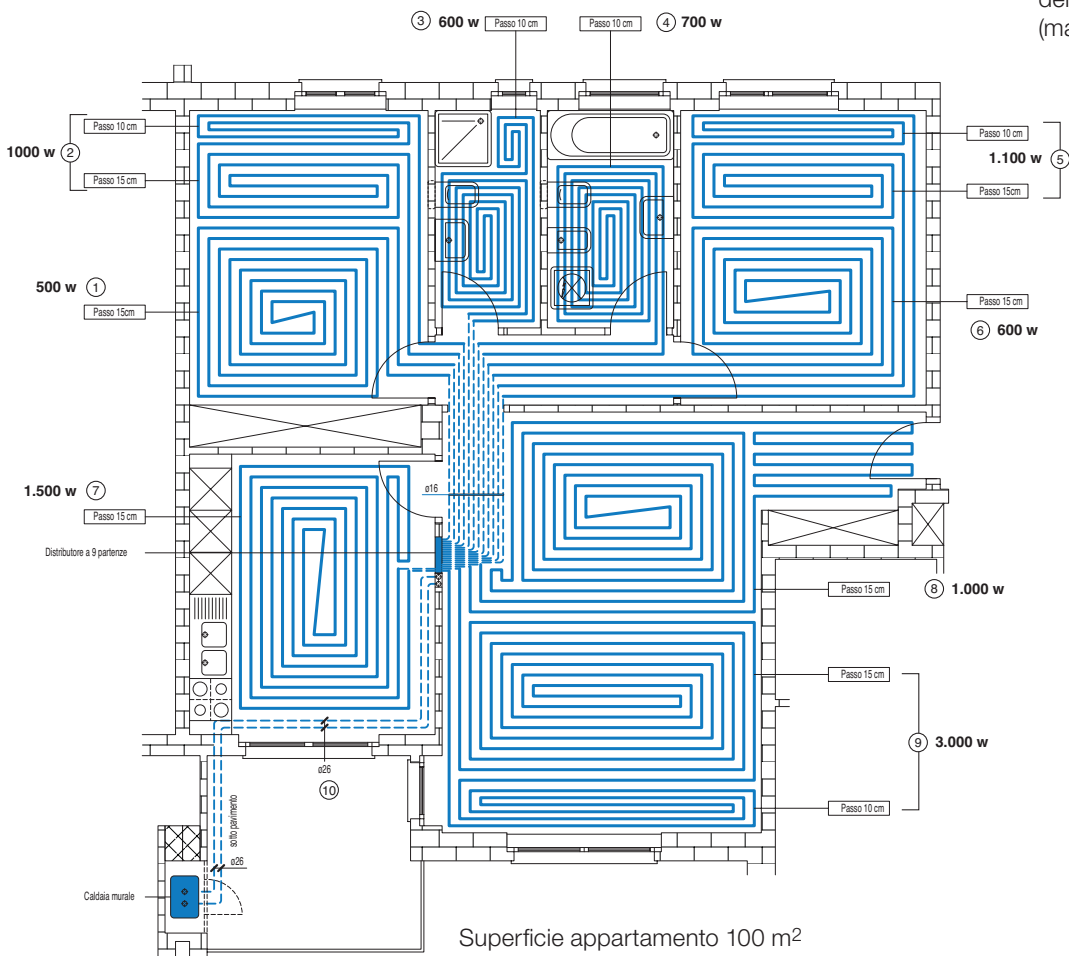 del
(ma
3 600 w Passo 10 cm
Passo 10 cm 4 700 w
Passo 10 cm
1000 w 2
Passo 15 cm
Passo 10 cm
1.100 w 5
Passo 15cm
500 w 1
Passo 15cm
Passo 15 cm
6 600 w
1.500 w 7
Passo 15 cm
ø16
Distributore a 9 partenze
Passo 15 cm
8 1.000 w
Passo 15 cm
9 3.000 w
Passo 10 cm
ø26
10
sotto pavimento
ø26
Caldaia murale
Superficie appartamento 100 m2